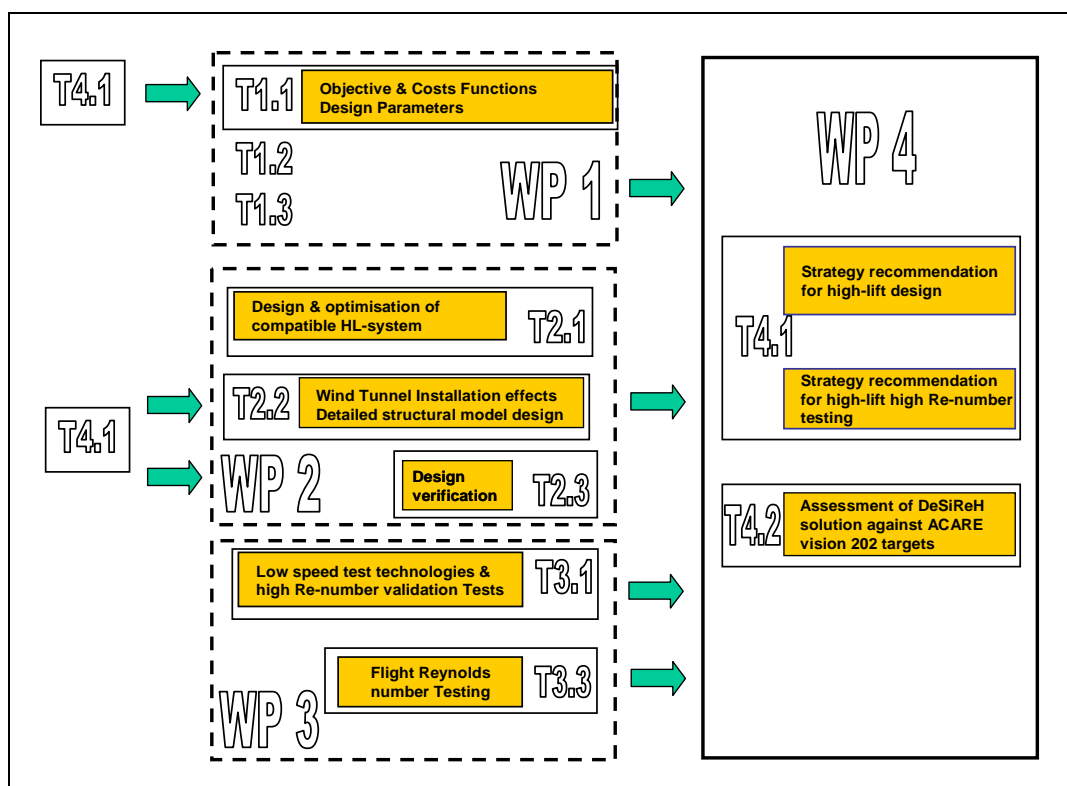 T4.1
T1.1
Objective & Costs Functions
Design Parameters
T1.2
T1.3
WP 1
T4.1
Design & optimisation of
compatible HL-system
T2.1
T2.2
Wind Tunnel Installation effects
Detailed structural model design
WP 2
Design
verification
T2.3
Low speed test technologies &
high Re-number validation Tests
T3.1
Flight Reynolds
number Testing
T3.3
WP 3
WP 4
Strategy recommendation
for high-lift design
T4.1
Strategy recommendation
for high-lift high Re-number
testing
T4.2
Assessment of DeSiReH
solution against ACARE
vision 202 targets